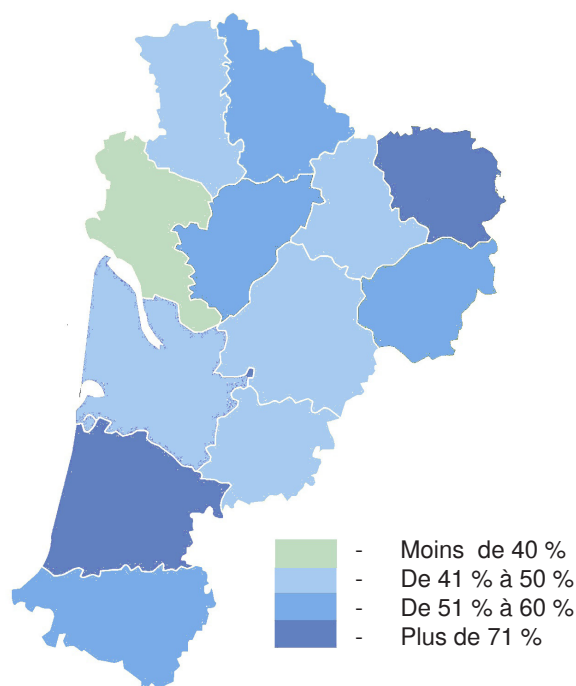 - Moins de 40 %
- De 41 % à 50 %
- De 51 % à 60 %
- Plus de 71 %